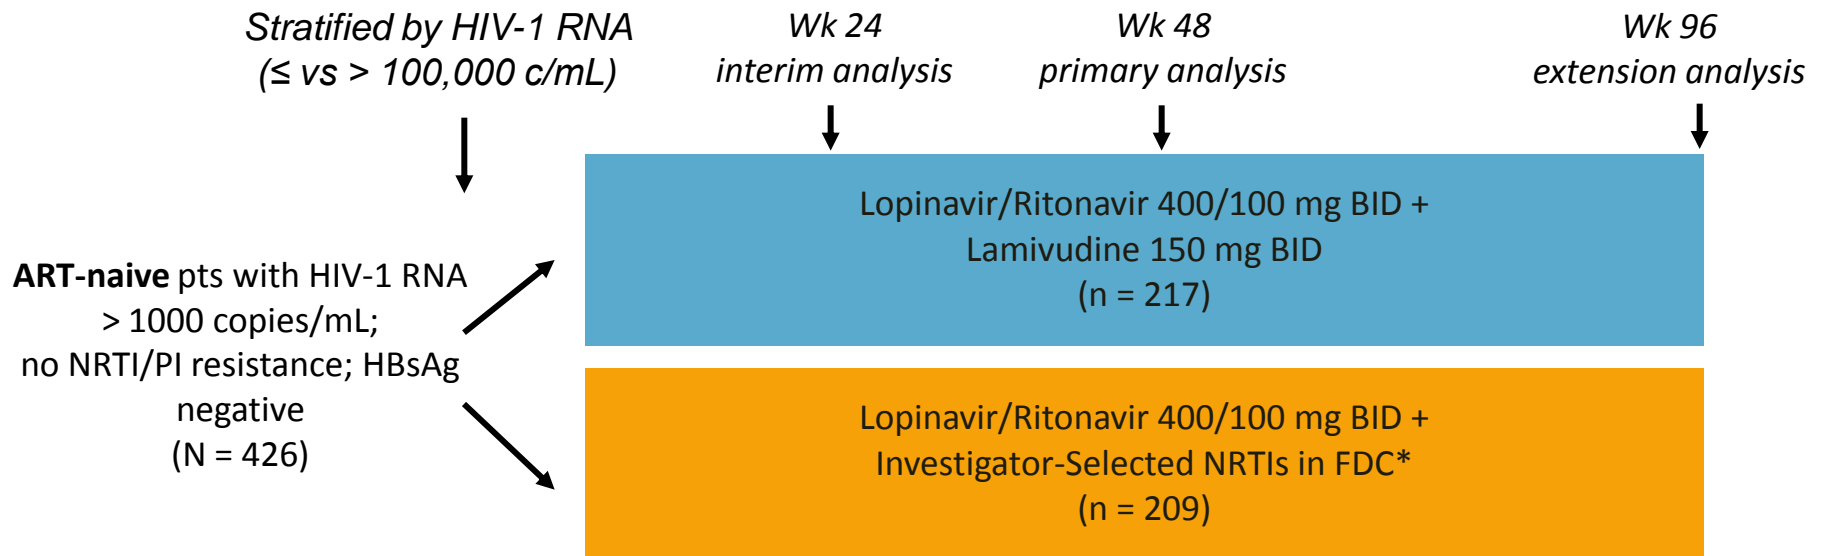 Stratified by HIV-1 RNA
(≤ vs > 100,000 c/mL)
Wk 24
interim analysis
Wk 48
primary analysis
Wk 96
extension analysis
ART-naive pts with HIV-1 RNA
> 1000 copies/mL;
no NRTI/PI resistance; HBsAg
negative
(N = 426)
Lopinavir/Ritonavir 400/100 mg BID +
Lamivudine 150 mg BID
(n = 217)
Lopinavir/Ritonavir 400/100 mg BID +
Investigator-Selected NRTIs in FDC*
(n = 209)